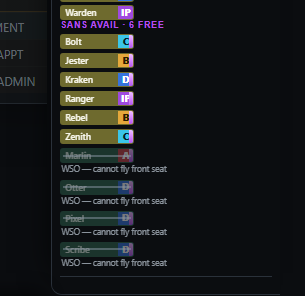 Warden IP
SANS AVAIL · 6 FREE
MENT
Bolt C
Jester B
APPT
Kraken D
ADMIN
Ranger IP
Rebel B
Zenith C
Marlin A
WSO — cannot fly front seat
Otter D
WSO — cannot fly front seat
Pixel D
WSO — cannot fly front seat
Scribe D
WSO — cannot fly front seat